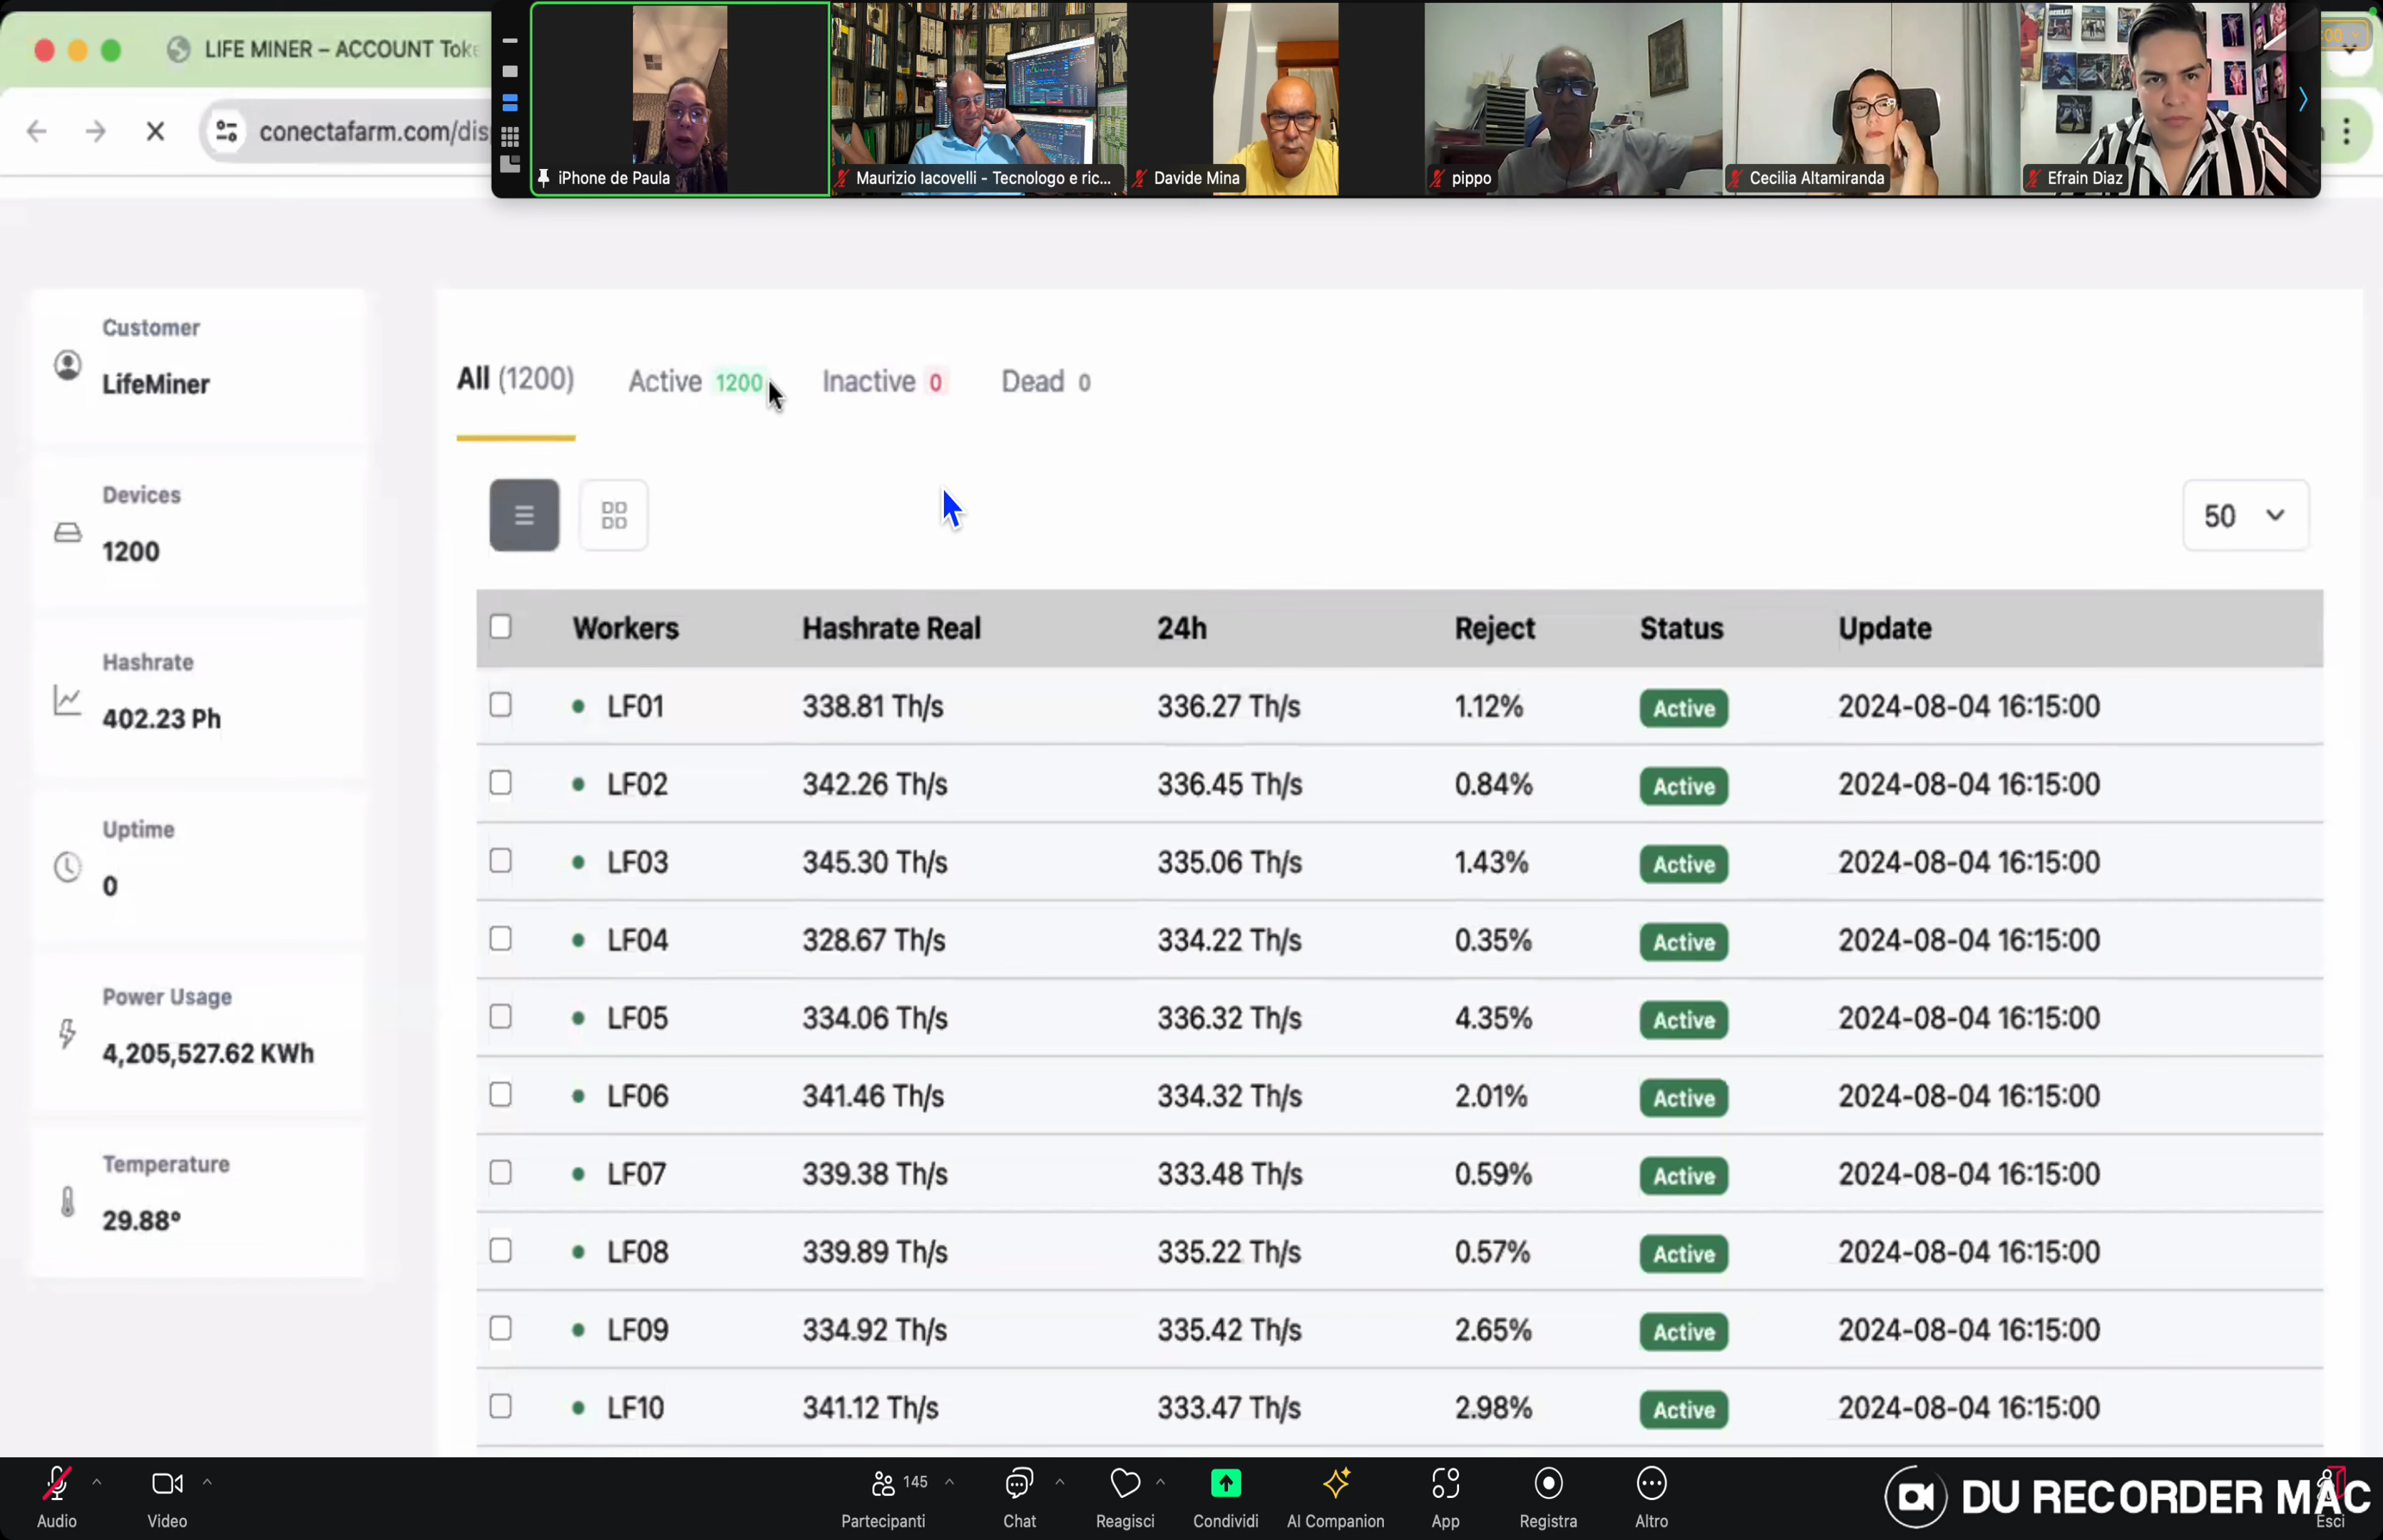 LIFE MINER – ACCOUNT Toke
conectafarm.com/dis
iPhone de Paula
Maurizio Iacovelli - Tecnologo e ric...
Davide Mina
pippo
Cecilia Altamiranda
Efrain Diaz
Customer
LifeMiner
Devices
1200
Hashrate
402.23 Ph
Uptime
0
Power Usage
4,205,527.62 KWh
Temperature
29.88°
All (1200) Active 1200 Inactive 0 Dead 0
50
Workers Hashrate Real 24h Reject Status Update
LF01 338.81 Th/s 336.27 Th/s 1.12% Active 2024-08-04 16:15:00
LF02 342.26 Th/s 336.45 Th/s 0.84% Active 2024-08-04 16:15:00
LF03 345.30 Th/s 335.06 Th/s 1.43% Active 2024-08-04 16:15:00
LF04 328.67 Th/s 334.22 Th/s 0.35% Active 2024-08-04 16:15:00
LF05 334.06 Th/s 336.32 Th/s 4.35% Active 2024-08-04 16:15:00
LF06 341.46 Th/s 334.32 Th/s 2.01% Active 2024-08-04 16:15:00
LF07 339.38 Th/s 333.48 Th/s 0.59% Active 2024-08-04 16:15:00
LF08 339.89 Th/s 335.22 Th/s 0.57% Active 2024-08-04 16:15:00
LF09 334.92 Th/s 335.42 Th/s 2.65% Active 2024-08-04 16:15:00
LF10 341.12 Th/s 333.47 Th/s 2.98% Active 2024-08-04 16:15:00
145
Audio Video Partecipanti Chat Reagisci Condividi AI Companion App Registra Altro Esci
DU RECORDER MAC